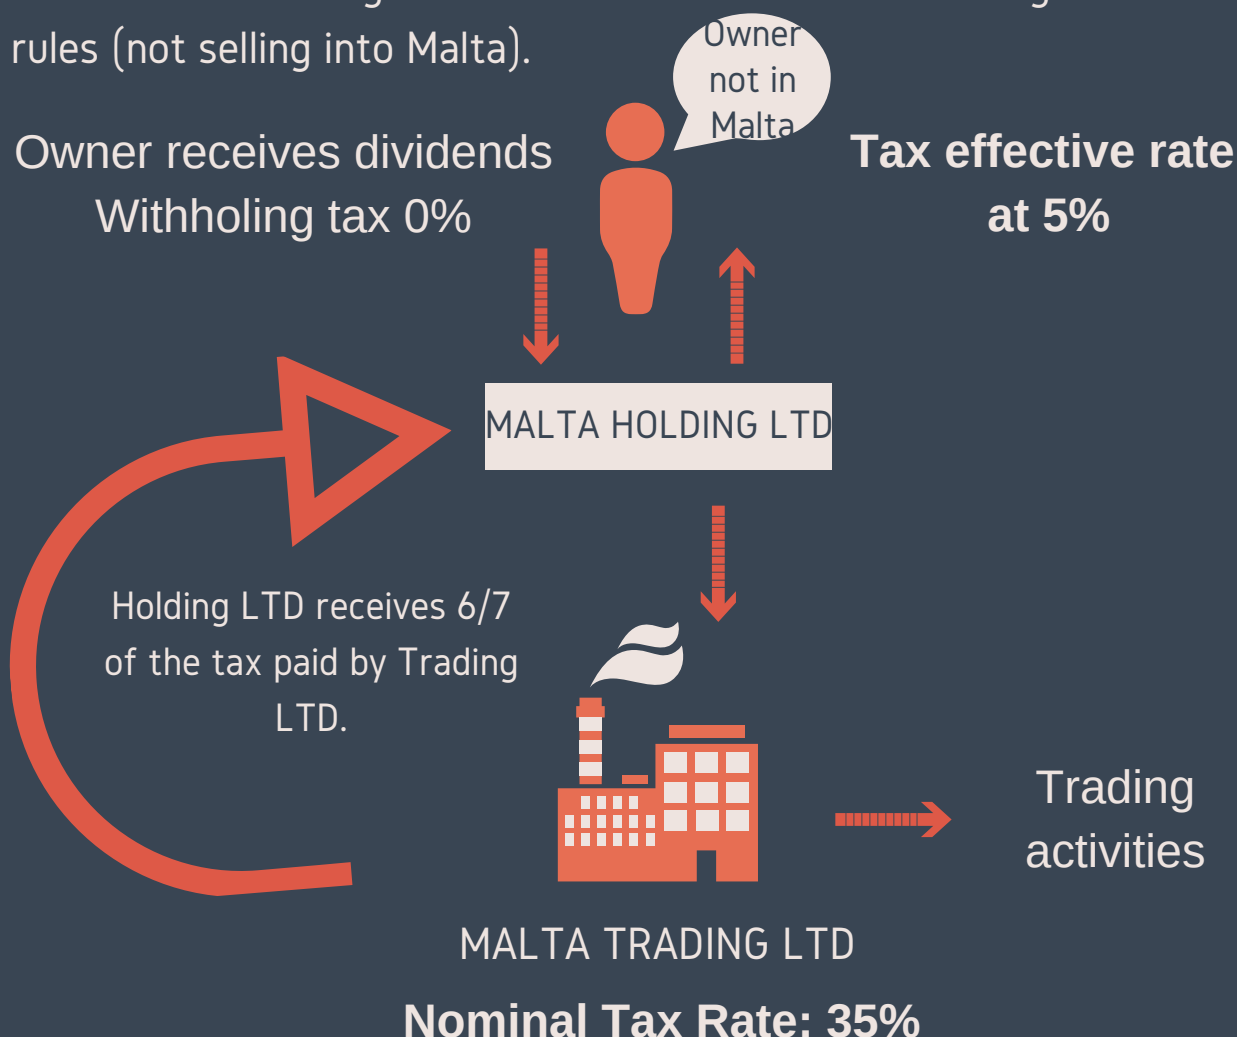 rules (not selling into Malta).
Owner
not in
Malta
Owner receives dividends
Withholing tax 0%
Tax effective rate
at 5%
MALTA HOLDING LTD
Holding LTD receives 6/7
of the tax paid by Trading
LTD.
Trading
activities
MALTA TRADING LTD
Nominal Tax Rate: 35%